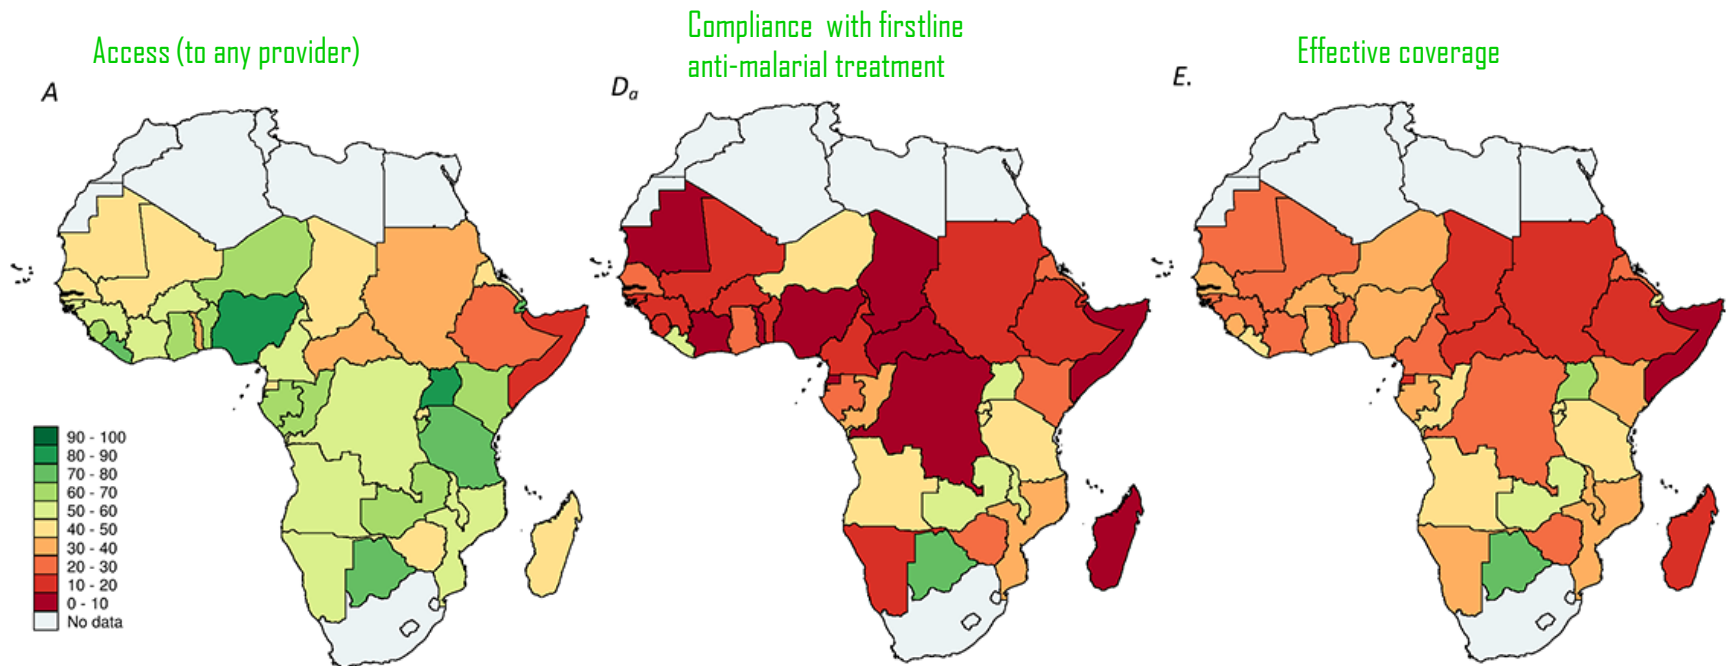 Access (to any provider)
Compliance with firstline
anti-malarial treatment
Effective coverage
A
Da
E.
90 - 100
80 - 90
70 - 80
60 - 70
50 - 60
40 - 50
30 - 40
20 - 30
10 - 20
0 - 10
No data